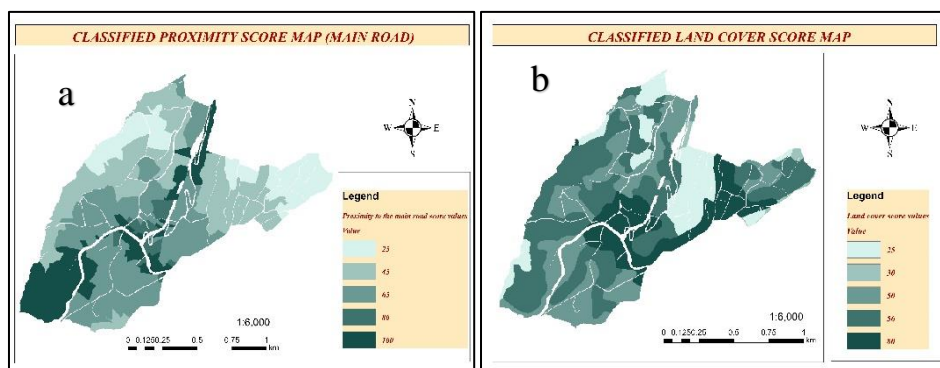 CLASSIFIED PROXIMITY SCORE MAP (MAIN ROAD)
a
N
W E
S
Legend
Proximity to the main road score values
Value
25
45
65
80
100
1:6,000
0 0.125 0.25 0.5 0.75 1
km
CLASSIFIED LAND COVER SCORE MAP
b
N
W E
S
Legend
Land cover score values
Value
25
30
50
56
80
1:6,000
0 0.125 0.25 0.5 0.75 1
km